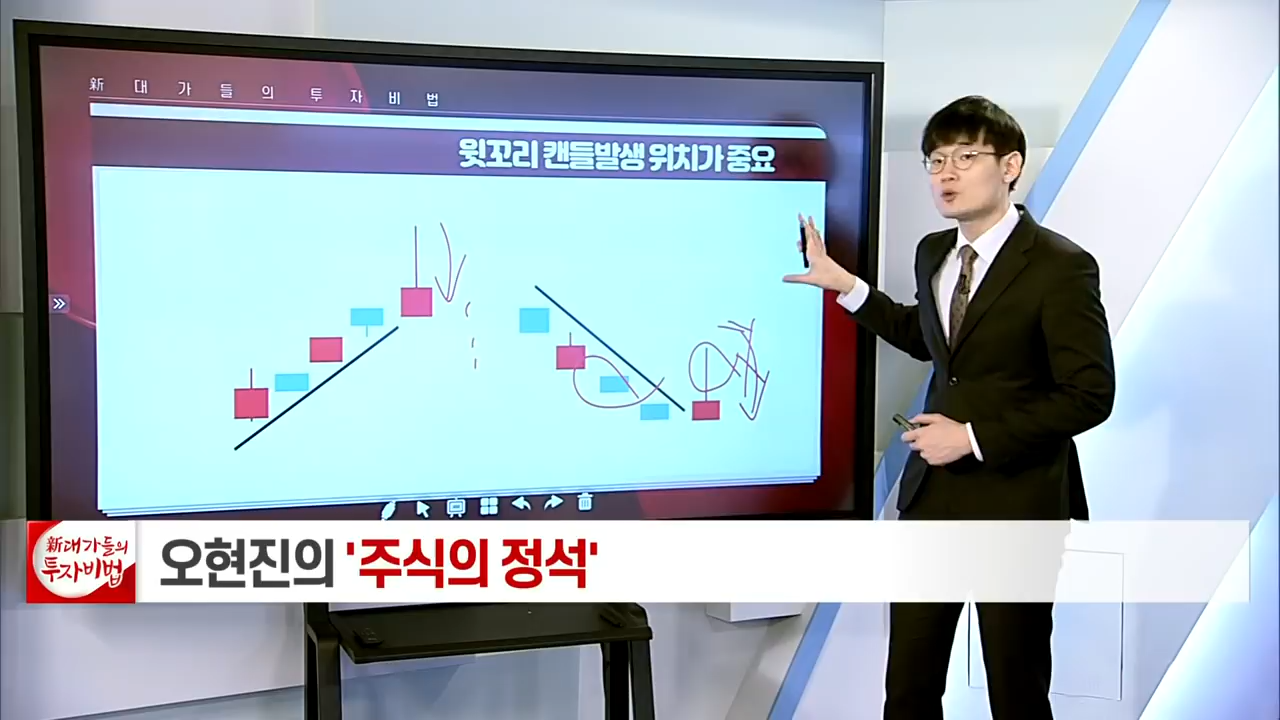 新 대 가 들 의 투 자 비 법
윗꼬리 캔들발생 위치가 중요
新대가들의
투자비법
오현진의 '주식의 정석'